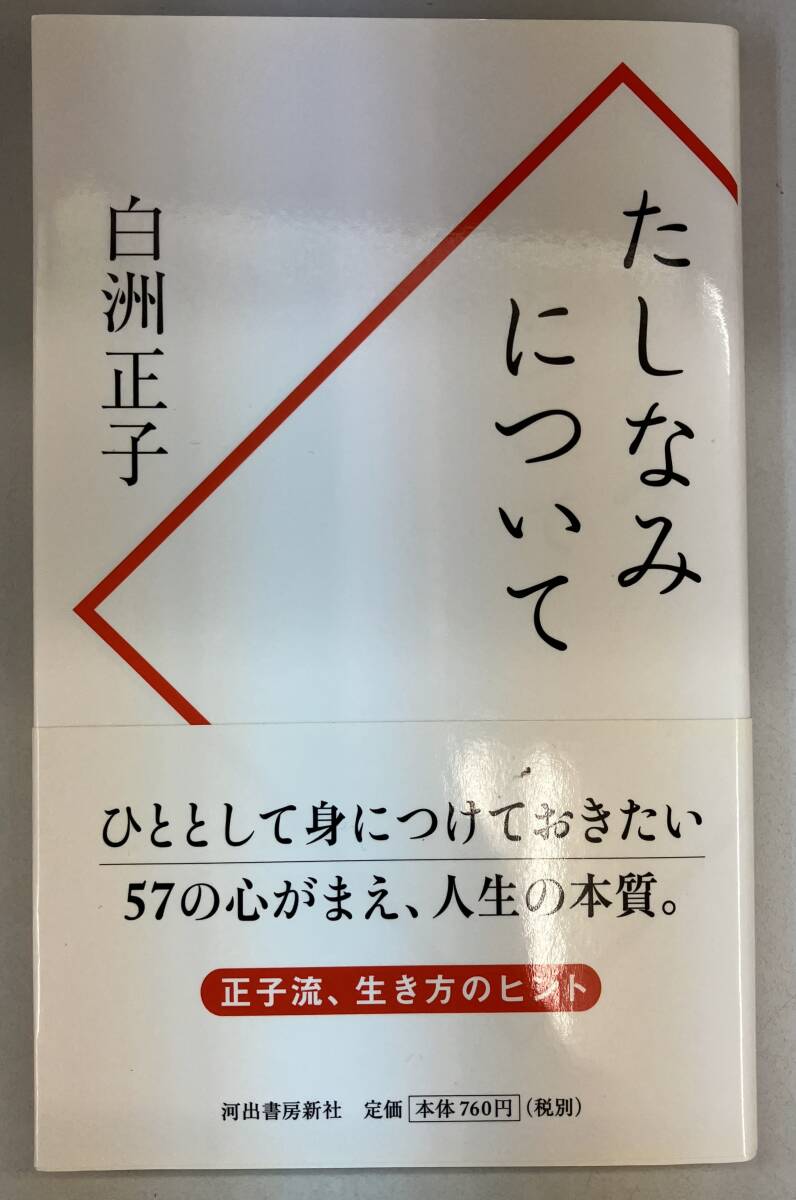 たしなみ
について
白洲正子
ひととして身につけておきたい
57の心がまえ、人生の本質。
正子流、生き方のヒント
河出書房新社 定価 本体760円 (税別)